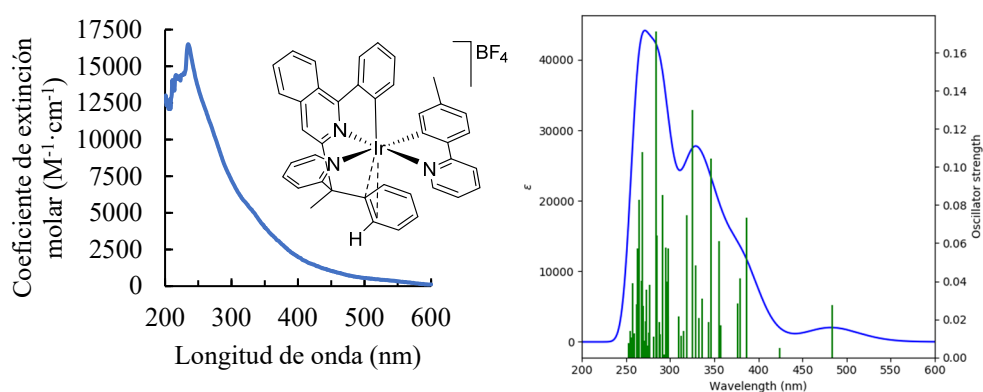 Coeficiente de extinción
molar (M⁻¹·cm⁻¹)
17500
15000
12500
10000
7500
5000
2500
0
200 300 400 500 600
Longitud de onda (nm)
BF₄
N
Ir
N
N
H
ε
40000
30000
20000
10000
0
200 250 300 350 400 450 500 550 600
Wavelength (nm)
0.16
0.14
0.12
0.10
0.08
0.06
0.04
0.02
0.00
Oscillator strength